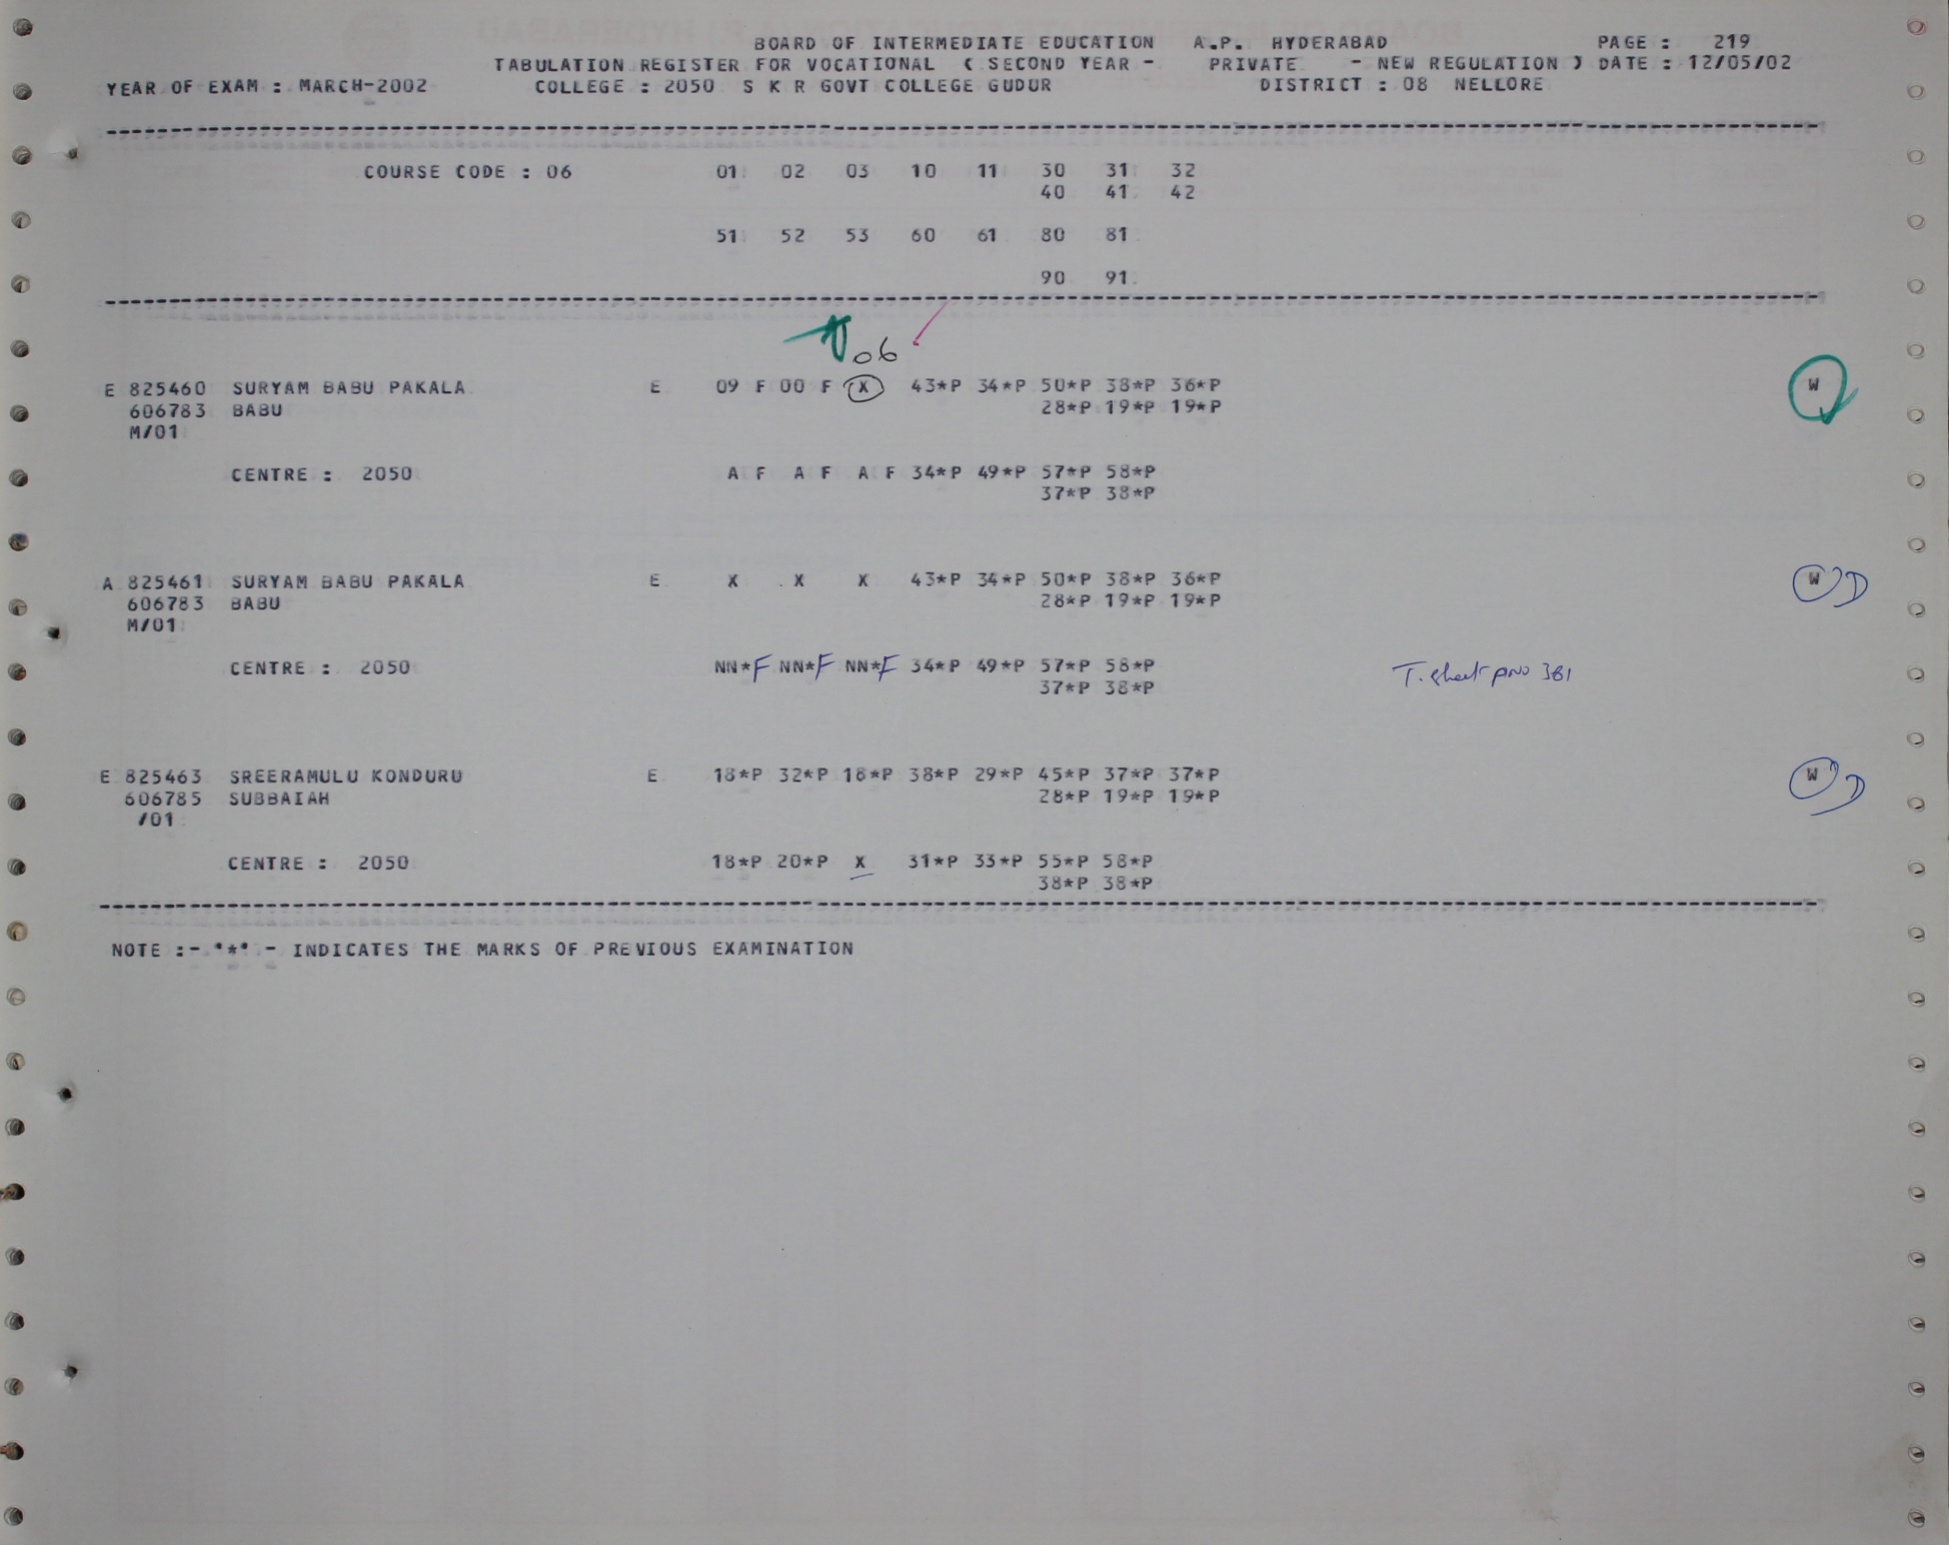 BOARD OF INTERMEDIATE EDUCATION A.P. HYDERABAD PAGE : 219
TABULATION REGISTER FOR VOCATIONAL ( SECOND YEAR - PRIVATE - NEW REGULATION ) DATE : 12/05/02
YEAR OF EXAM : MARCH-2002 COLLEGE : 2050 S K R GOVT COLLEGE GUDUR DISTRICT : 08 NELLORE
COURSE CODE : 06 01 02 03 10 11 30 31 32
40 41 42
51 52 53 60 61 80 81
90 91
06
E 825460 SURYAM BABU PAKALA E 09 F 00 F X 43*P 34*P 50*P 38*P 36*P W
606783 BABU 28*P 19*P 19*P
M/01
CENTRE : 2050 A F A F A F 34*P 49*P 57*P 58*P
37*P 38*P
A 825461 SURYAM BABU PAKALA E X X X 43*P 34*P 50*P 38*P 36*P W
606783 BABU 28*P 19*P 19*P
M/01
CENTRE : 2050 NN*F NN*F NN*F 34*P 49*P 57*P 58*P T. sheet PNO 381
37*P 38*P
E 825463 SREERAMULU KONDURU E 18*P 32*P 18*P 38*P 29*P 45*P 37*P 37*P W
606785 SUBBAIAH 28*P 19*P 19*P
/01
CENTRE : 2050 18*P 20*P X 31*P 33*P 55*P 58*P
38*P 38*P
NOTE :- "*" - INDICATES THE MARKS OF PREVIOUS EXAMINATION